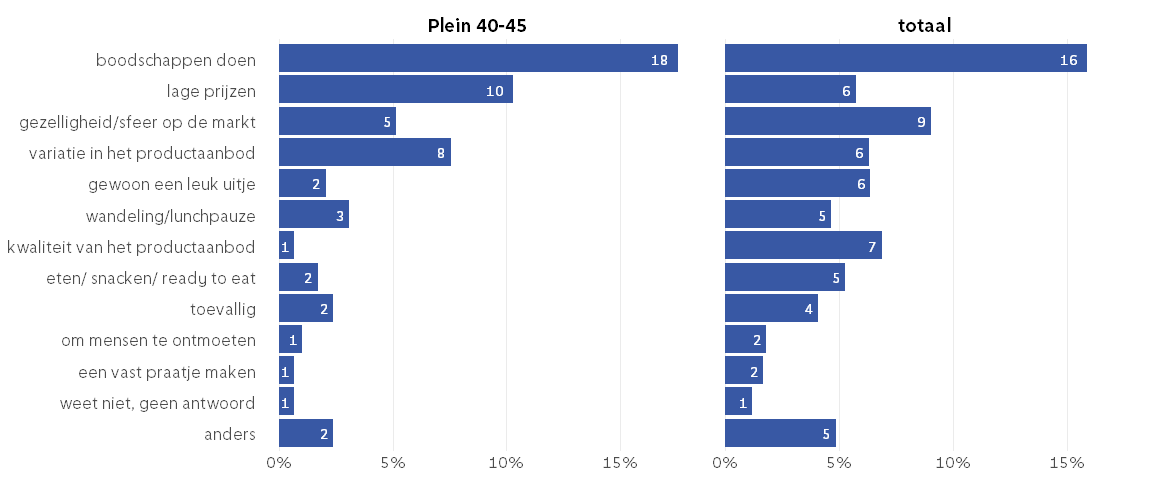 Plein 40-45 totaal
boodschappen doen 18 16
lage prijzen 10 6
gezelligheid/sfeer op de markt 5 9
variatie in het productaanbod 8 6
gewoon een leuk uitje 2 6
wandeling/lunchpauze 3 5
kwaliteit van het productaanbod 1 7
eten/ snacken/ ready to eat 2 5
toevallig 2 4
om mensen te ontmoeten 1 2
een vast praatje maken 1 2
weet niet, geen antwoord 1 1
anders 2 5
0% 5% 10% 15% 0% 5% 10% 15%